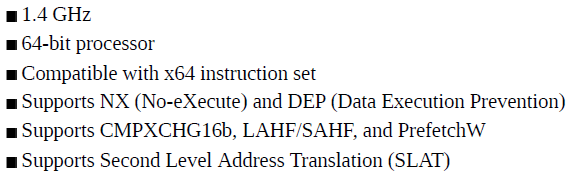 ■ 1.4 GHz
■ 64-bit processor
■ Compatible with x64 instruction set
■ Supports NX (No-eXecute) and DEP (Data Execution Prevention)
■ Supports CMPXCHG16b, LAHF/SAHF, and PrefetchW
■ Supports Second Level Address Translation (SLAT)